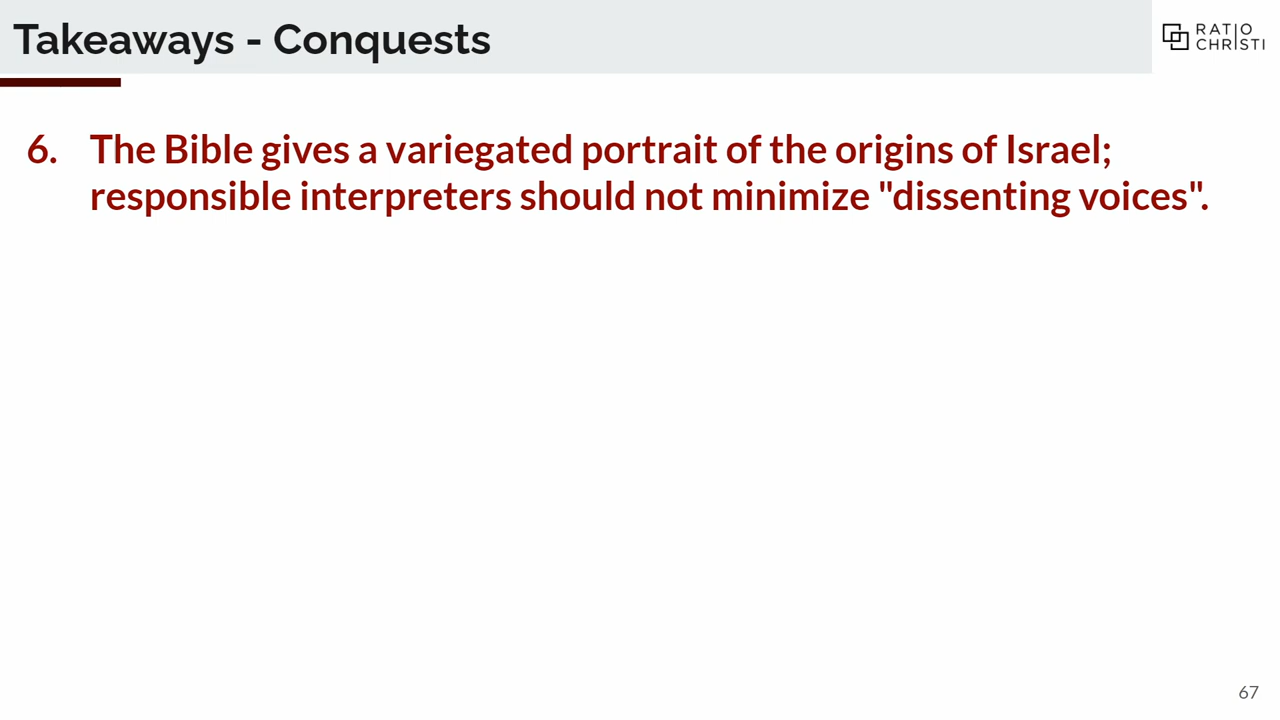 Takeaways - Conquests
RATIO
CHRISTI
6. The Bible gives a variegated portrait of the origins of Israel;
responsible interpreters should not minimize "dissenting voices".
67